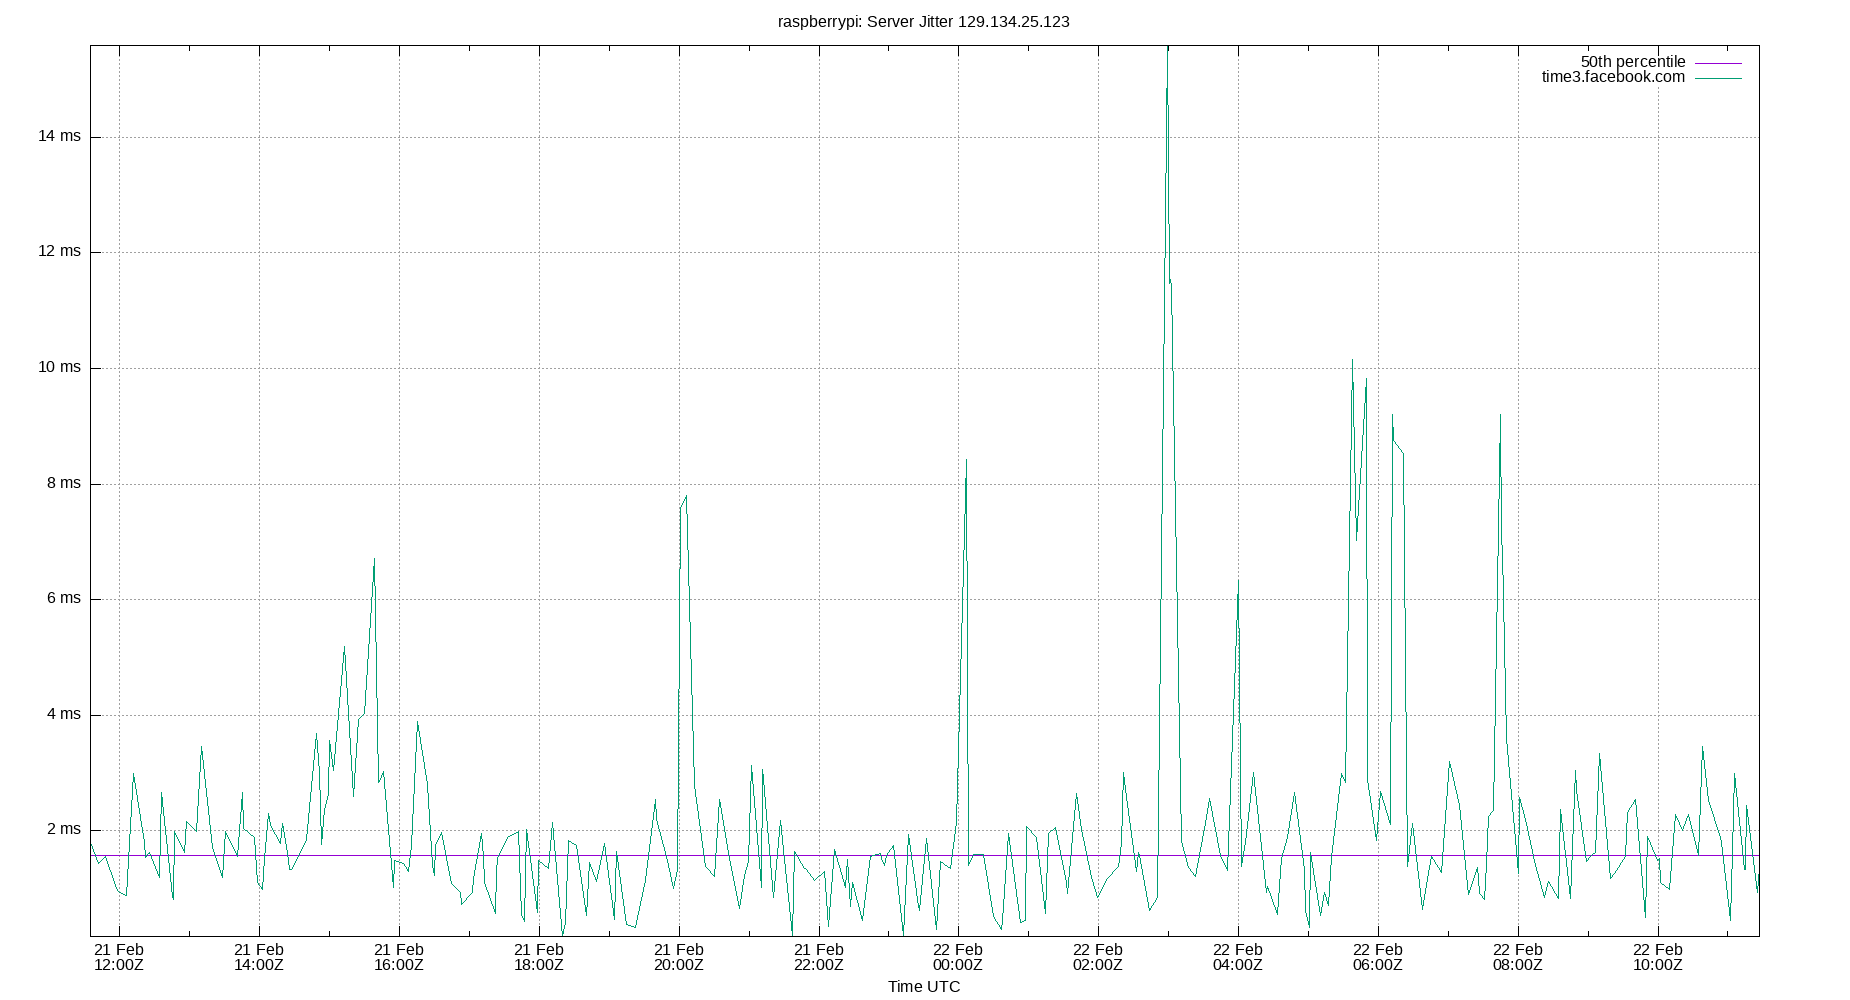 raspberrypi: Server Jitter 129.134.25.123
50th percentile
time3.facebook.com
14 ms
12 ms
10 ms
8 ms
6 ms
4 ms
2 ms
21 Feb 21 Feb 21 Feb 21 Feb 21 Feb 21 Feb 22 Feb 22 Feb 22 Feb 22 Feb 22 Feb 22 Feb
12:00Z 14:00Z 16:00Z 18:00Z 20:00Z 22:00Z 00:00Z 02:00Z 04:00Z 06:00Z 08:00Z 10:00Z
Time UTC